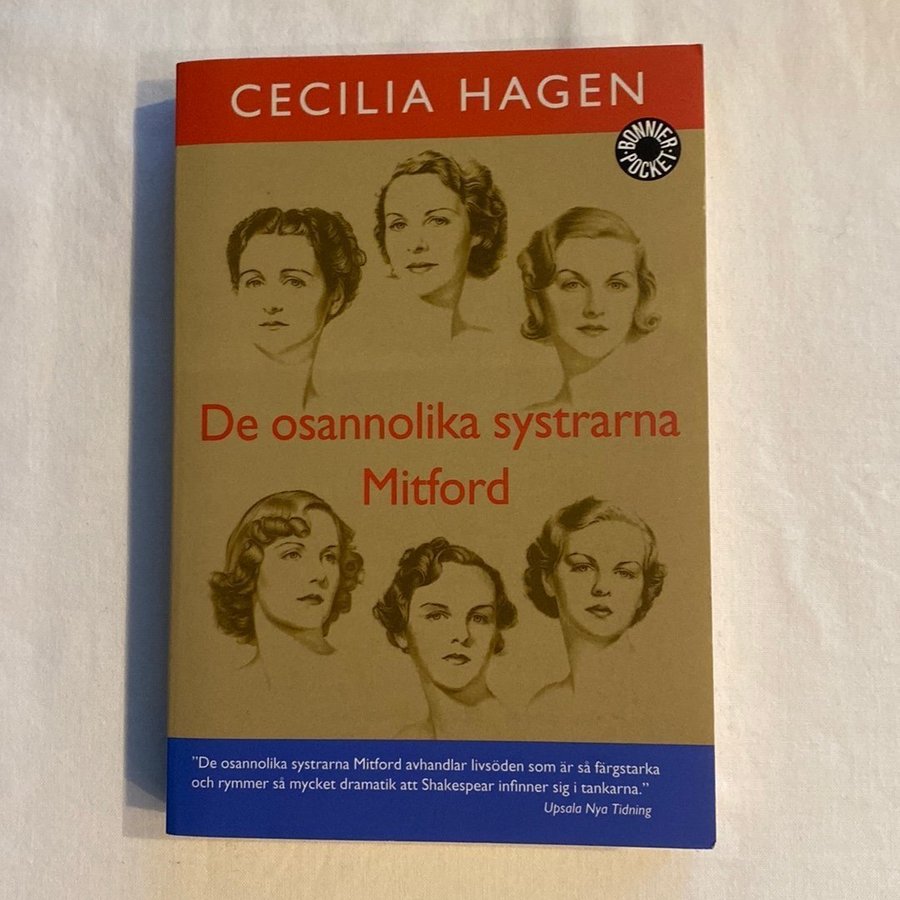 CECILIA HAGEN
BONNIER
POCKET
De osannolika systrarna
Mitford
"De osannolika systrarna Mitford avhandlar livsöden som är så färgstarka
och rymmer så mycket dramatik att Shakespear infinner sig i tankarna."
Upsala Nya Tidning